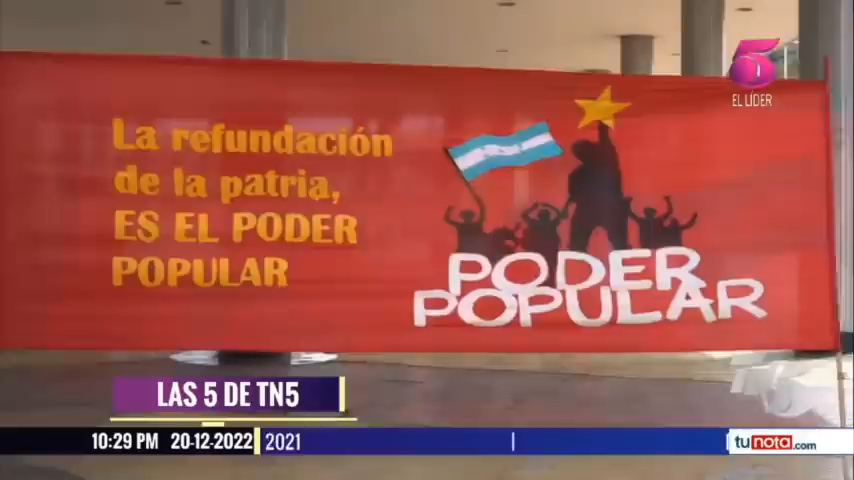 5
EL LÍDER
La refundación
de la patria,
ES EL PODER
POPULAR
PODER
POPULAR
LAS 5 DE TN5
10:29 PM 20-12-2022 2021
tunota.com